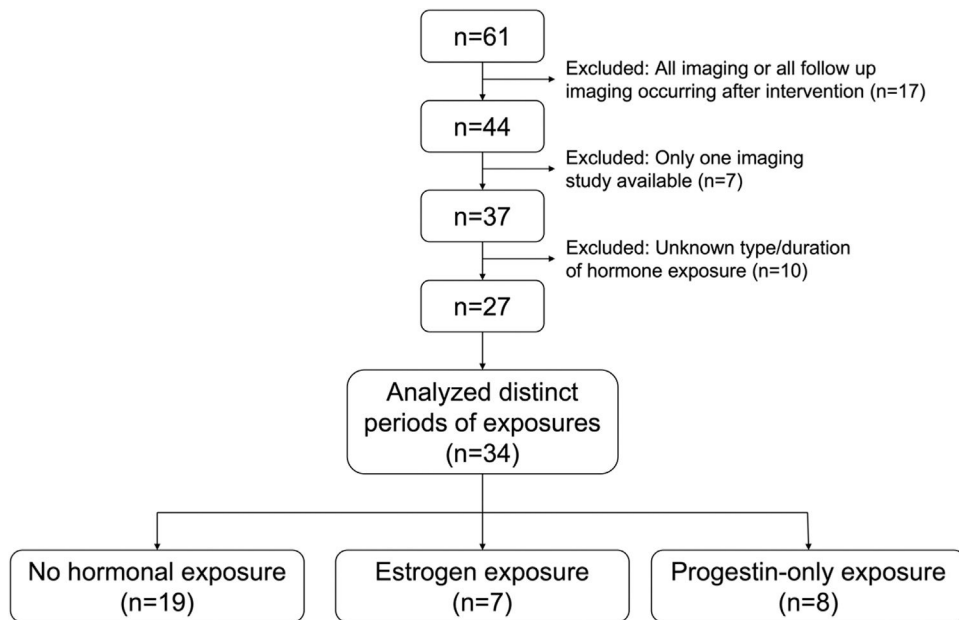 n=61
Excluded: All imaging or all follow up
imaging occurring after intervention (n=17)
n=44
Excluded: Only one imaging
study available (n=7)
n=37
Excluded: Unknown type/duration
of hormone exposure (n=10)
n=27
Analyzed distinct
periods of exposures
(n=34)
No hormonal exposure
(n=19)
Estrogen exposure
(n=7)
Progestin-only exposure
(n=8)